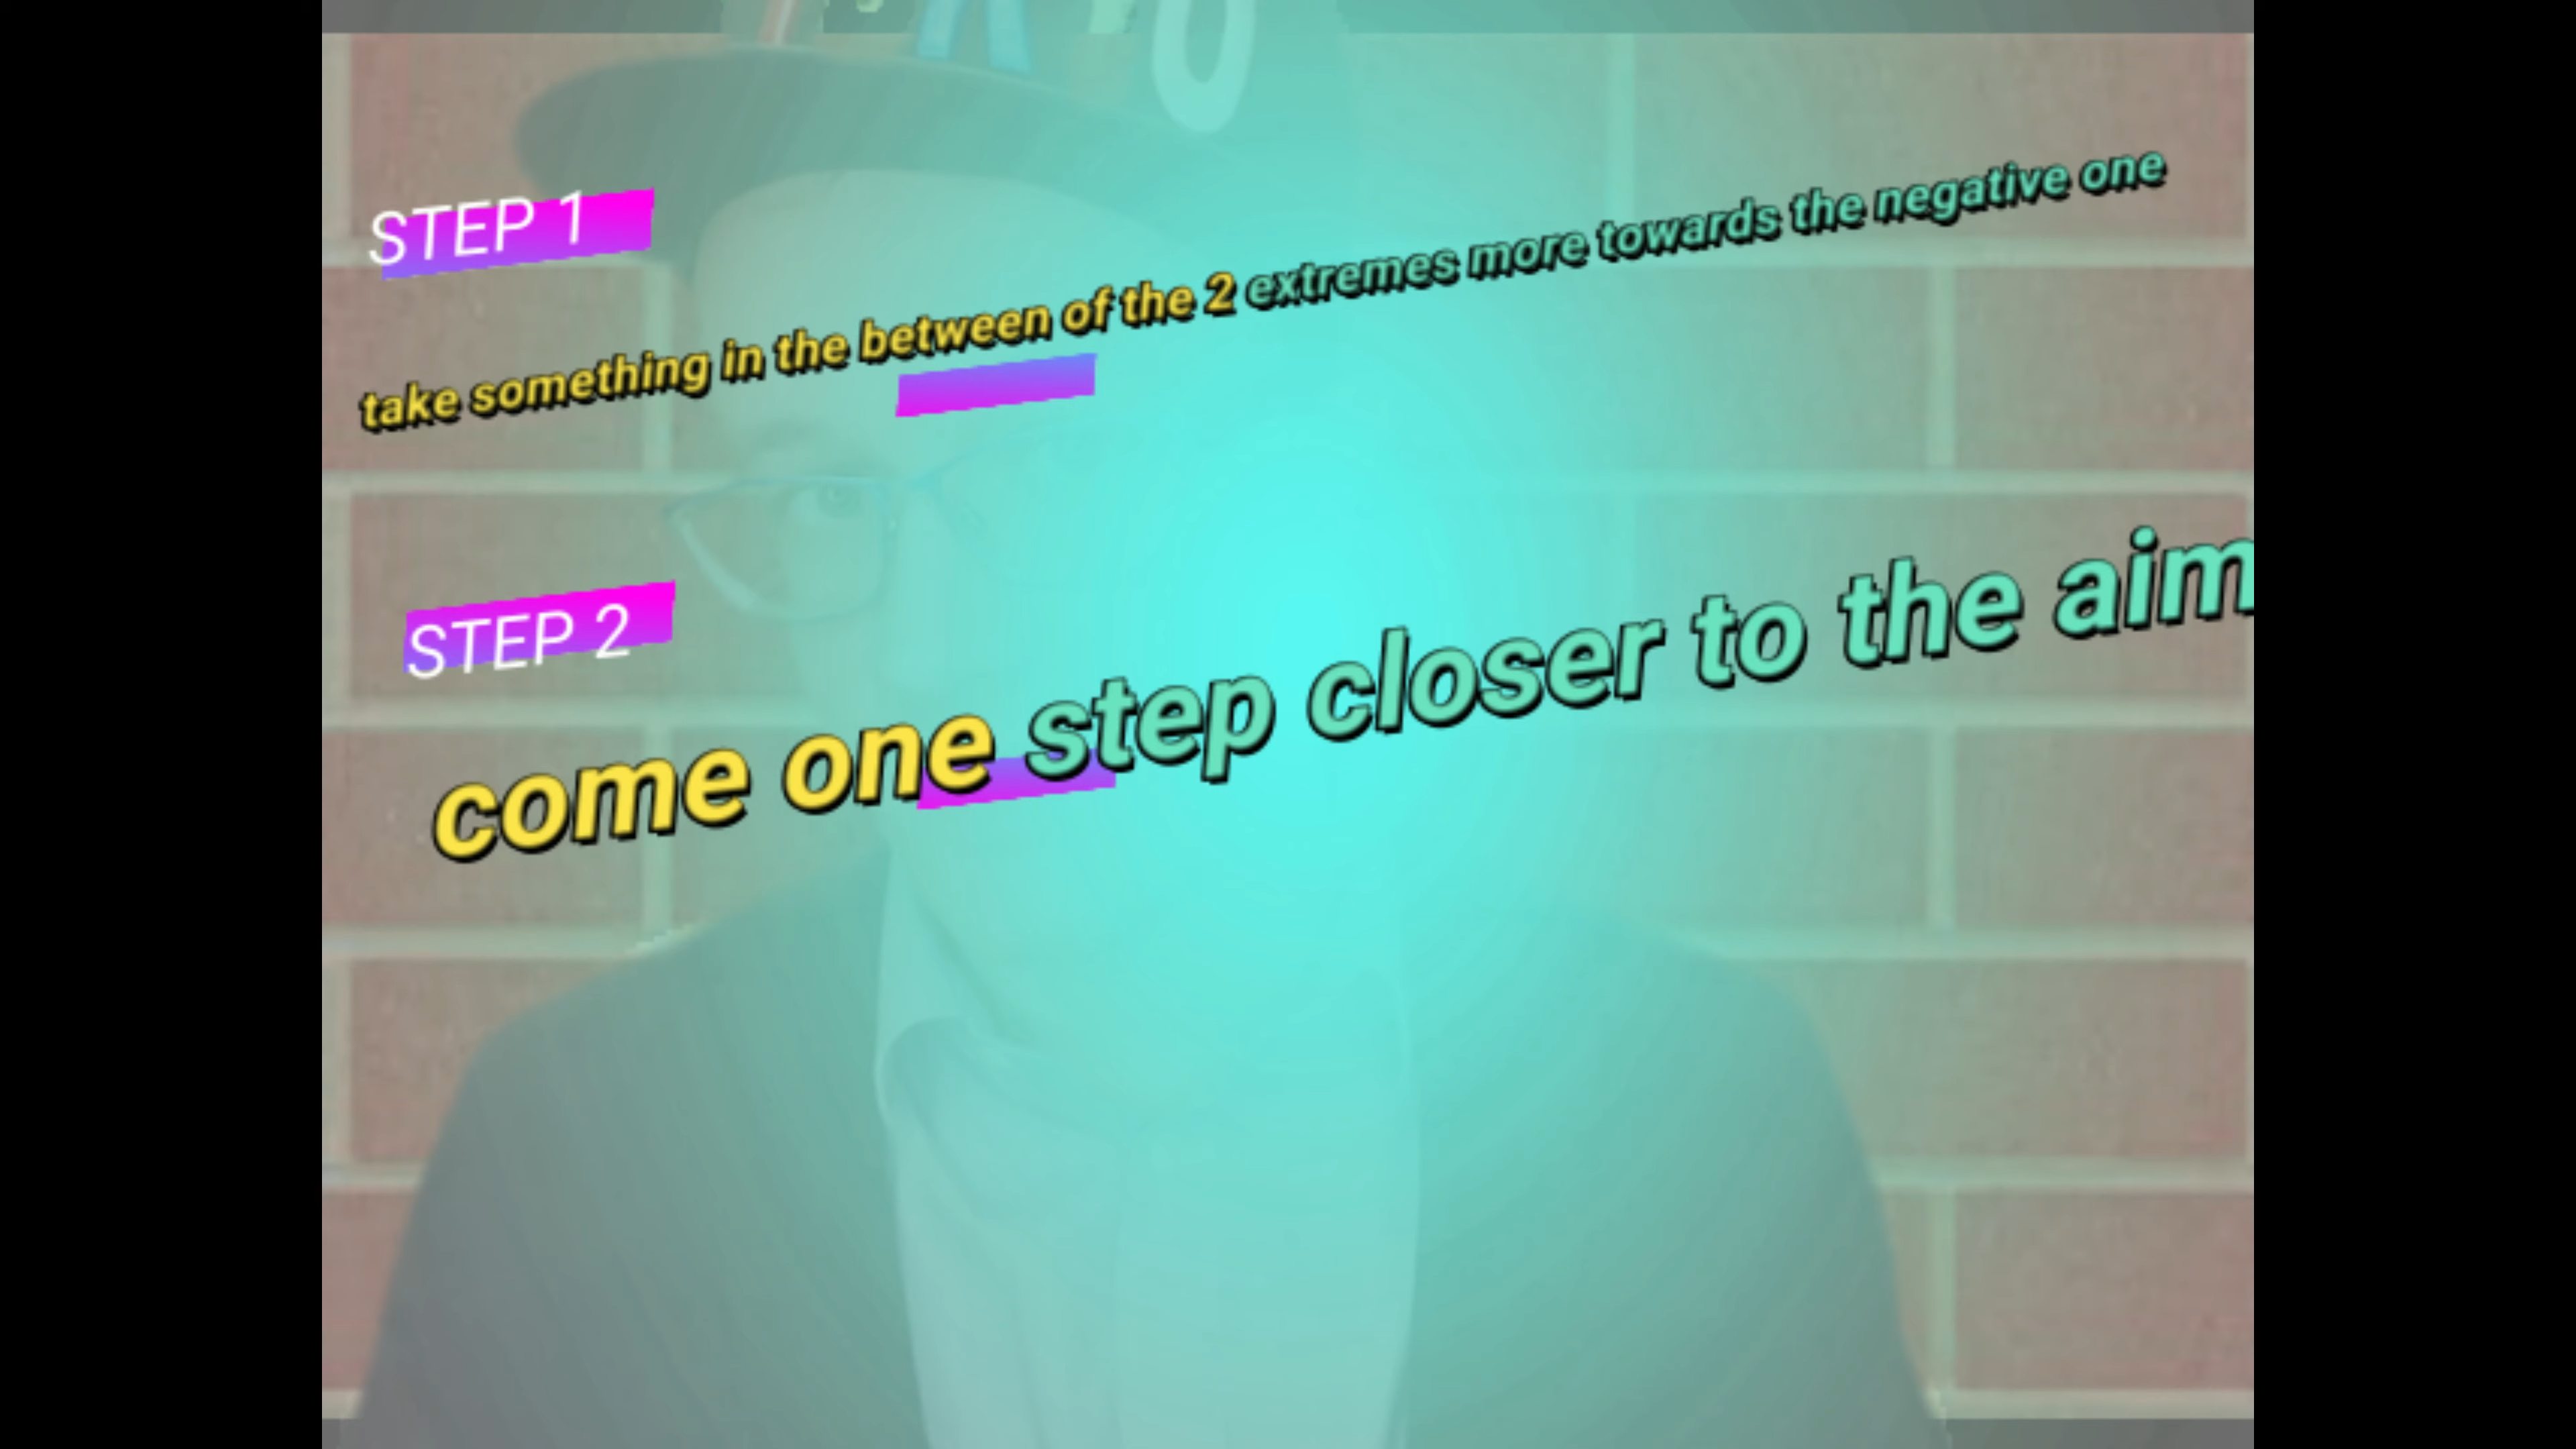 STEP 1
take something in the between of the 2 extremes more towards the negative one
STEP 2
come one step closer to the aim